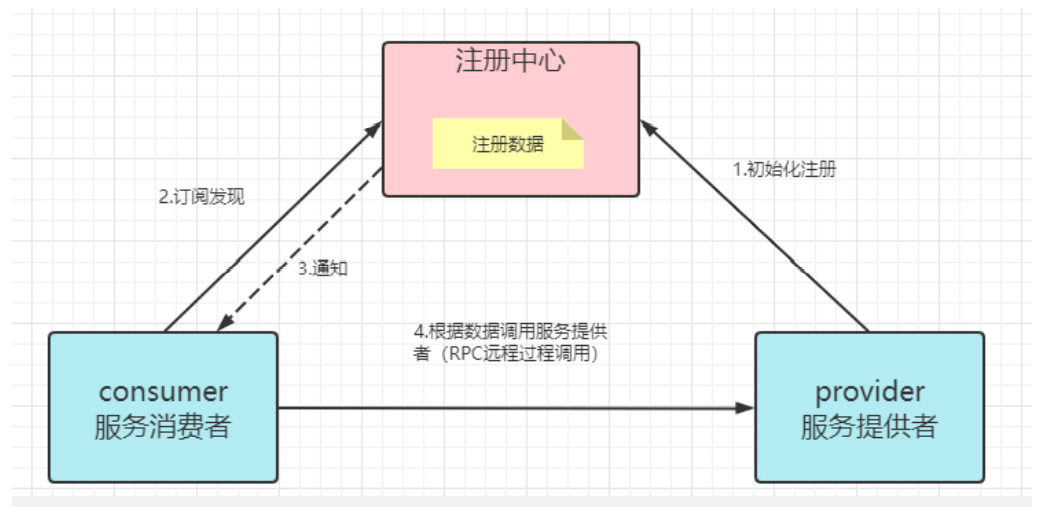 注册中心
注册数据
1.初始化注册
2.订阅发现
3.通知
4.根据数据调用服务提供
者（RPC远程过程调用）
consumer
服务消费者
provider
服务提供者